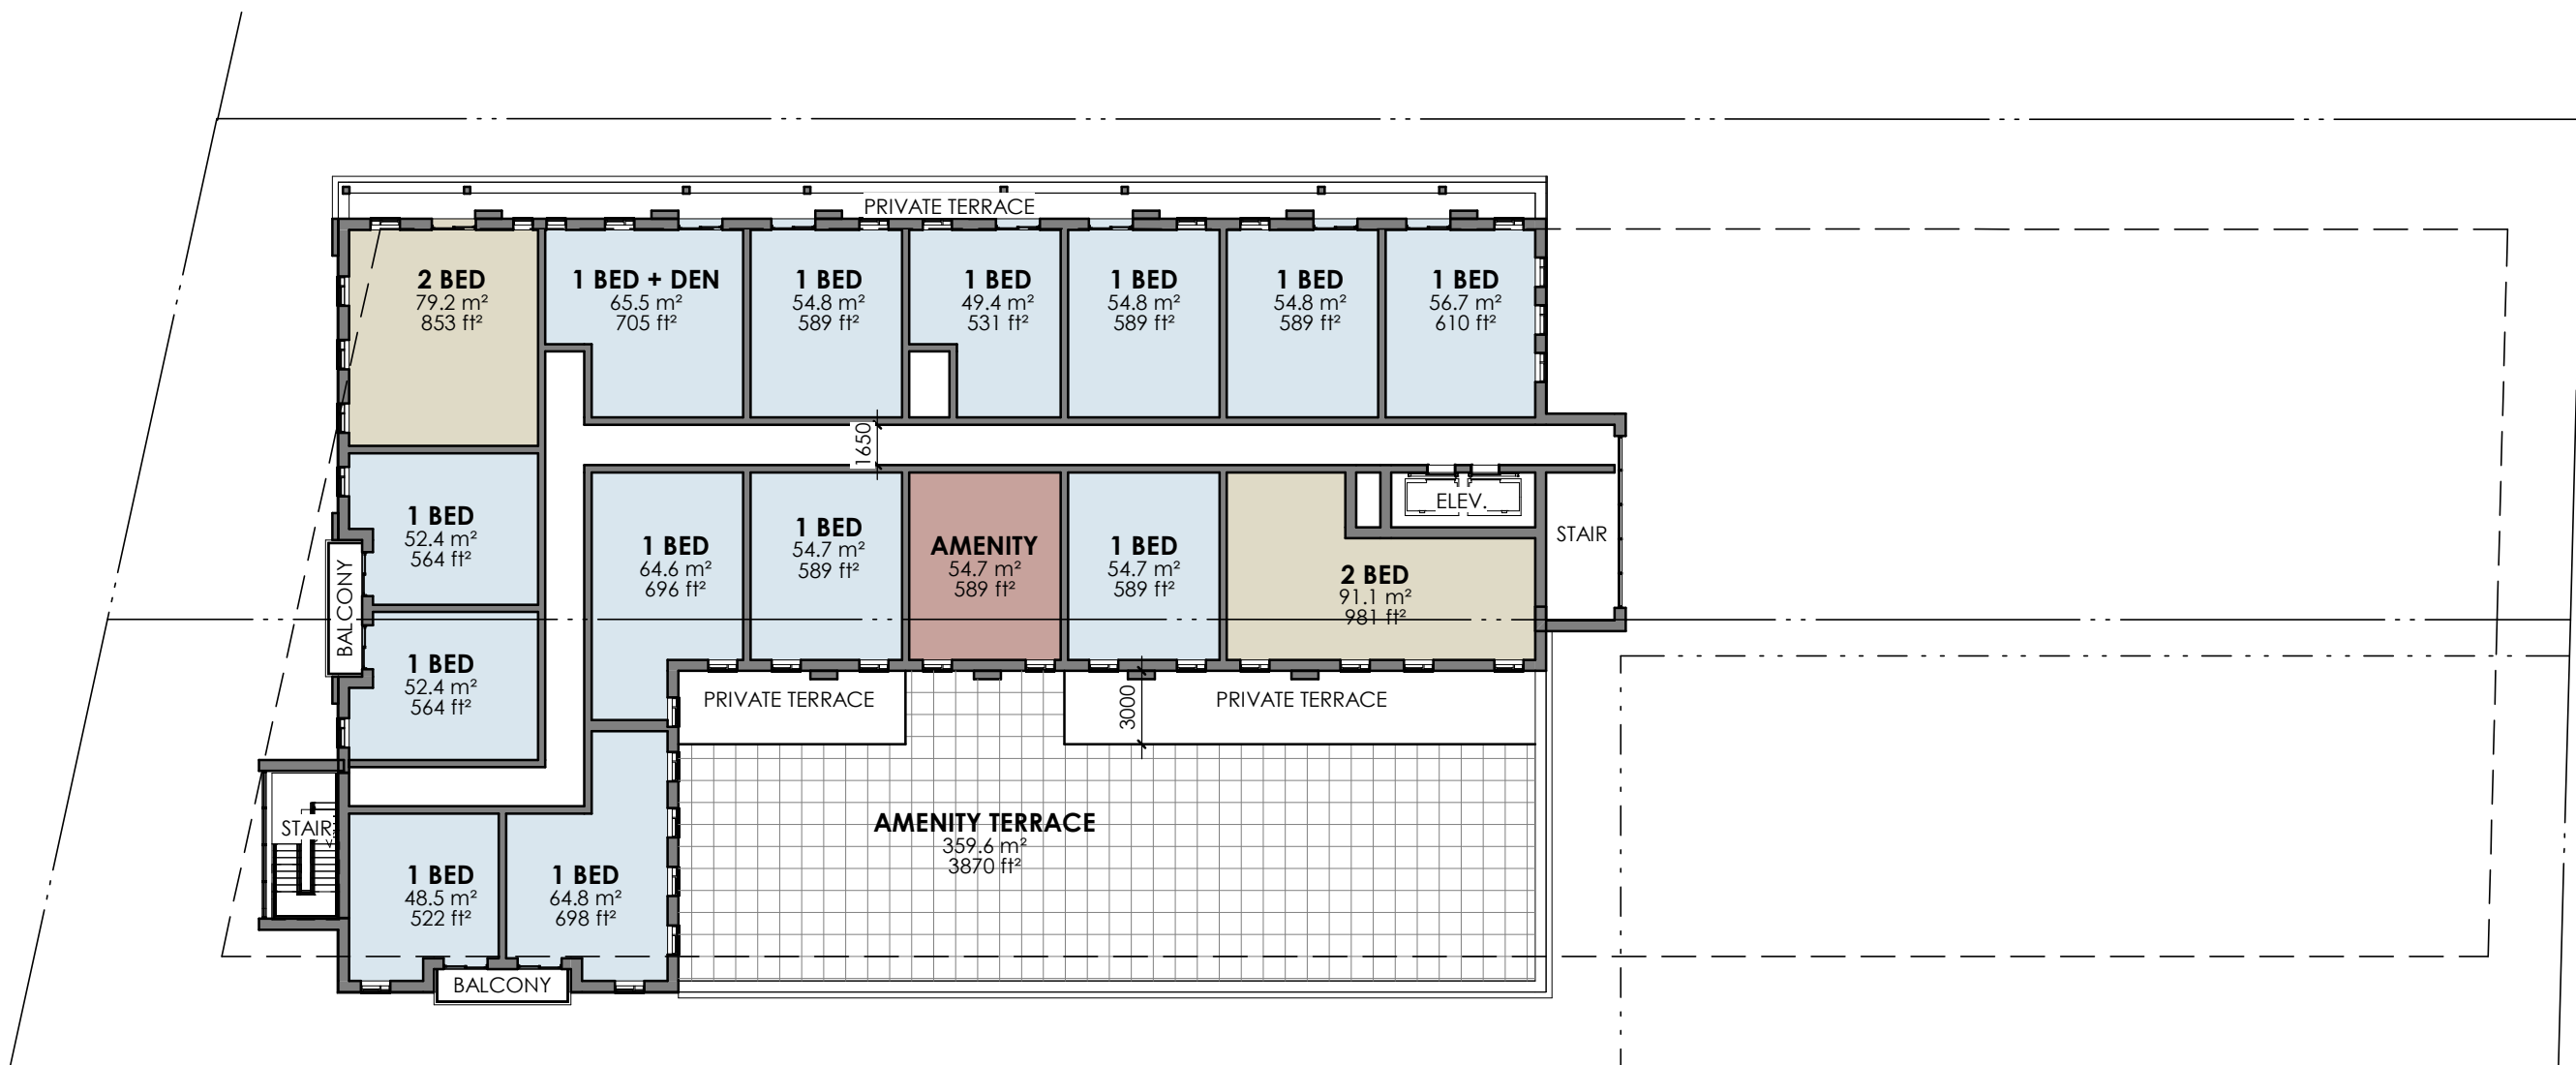 PRIVATE TERRACE
2 BED
79.2 m²
853 ft²
1 BED + DEN
65.5 m²
705 ft²
1 BED
54.8 m²
589 ft²
1 BED
49.4 m²
531 ft²
1 BED
54.8 m²
589 ft²
1 BED
54.8 m²
589 ft²
1 BED
56.7 m²
610 ft²
1650
1 BED
52.4 m²
564 ft²
1 BED
64.6 m²
696 ft²
1 BED
54.7 m²
589 ft²
AMENITY
54.7 m²
589 ft²
1 BED
54.7 m²
589 ft²
2 BED
91.1 m²
981 ft²
ELEV.
STAIR
BALCONY
1 BED
52.4 m²
564 ft²
PRIVATE TERRACE
3000
PRIVATE TERRACE
STAIR
AMENITY TERRACE
359.6 m²
3870 ft²
1 BED
48.5 m²
522 ft²
1 BED
64.8 m²
698 ft²
BALCONY